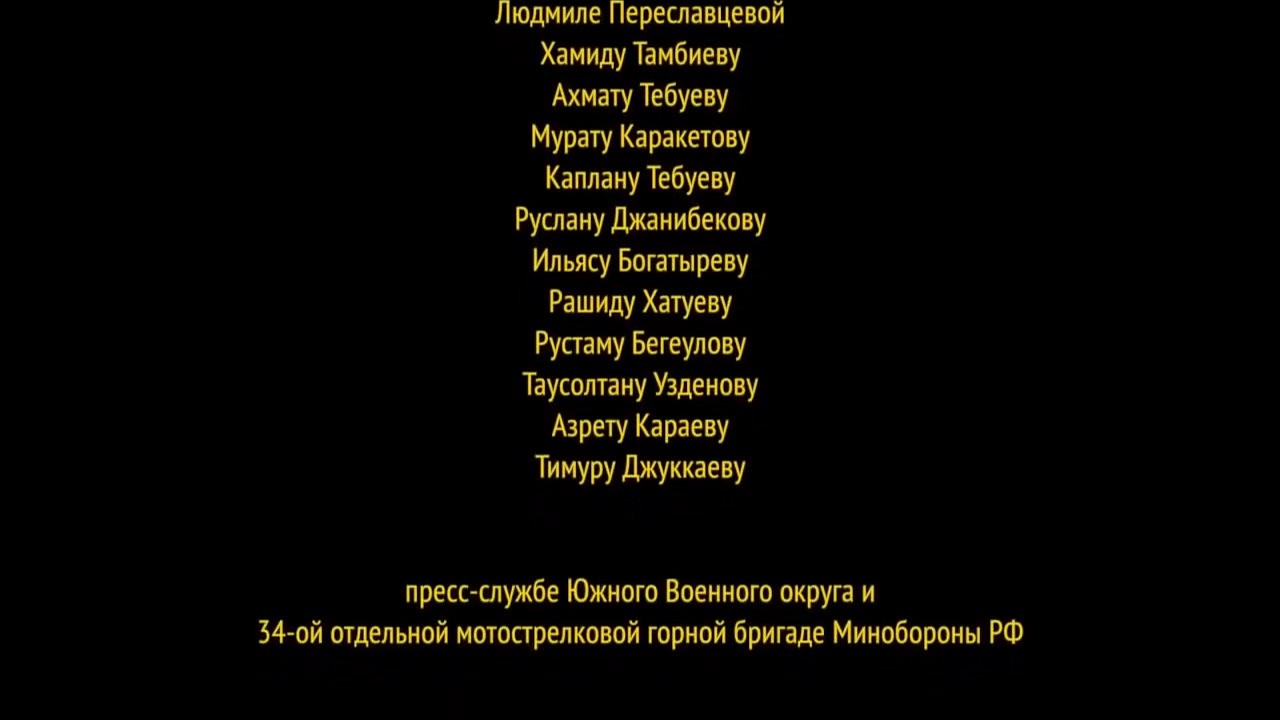 Людмиле Переславцевой
Хамиду Тамбиеву
Ахмату Тебуеву
Мурату Каракетову
Каплану Тебуеву
Руслану Джанибекову
Ильясу Богатыреву
Рашиду Хатуеву
Рустаму Бегеулову
Таусолтану Узденову
Азрету Караеву
Тимуру Джуккаеву
пресс-службе Южного Военного округа и
34-ой отдельной мотострелковой горной бригаде Минобороны РФ